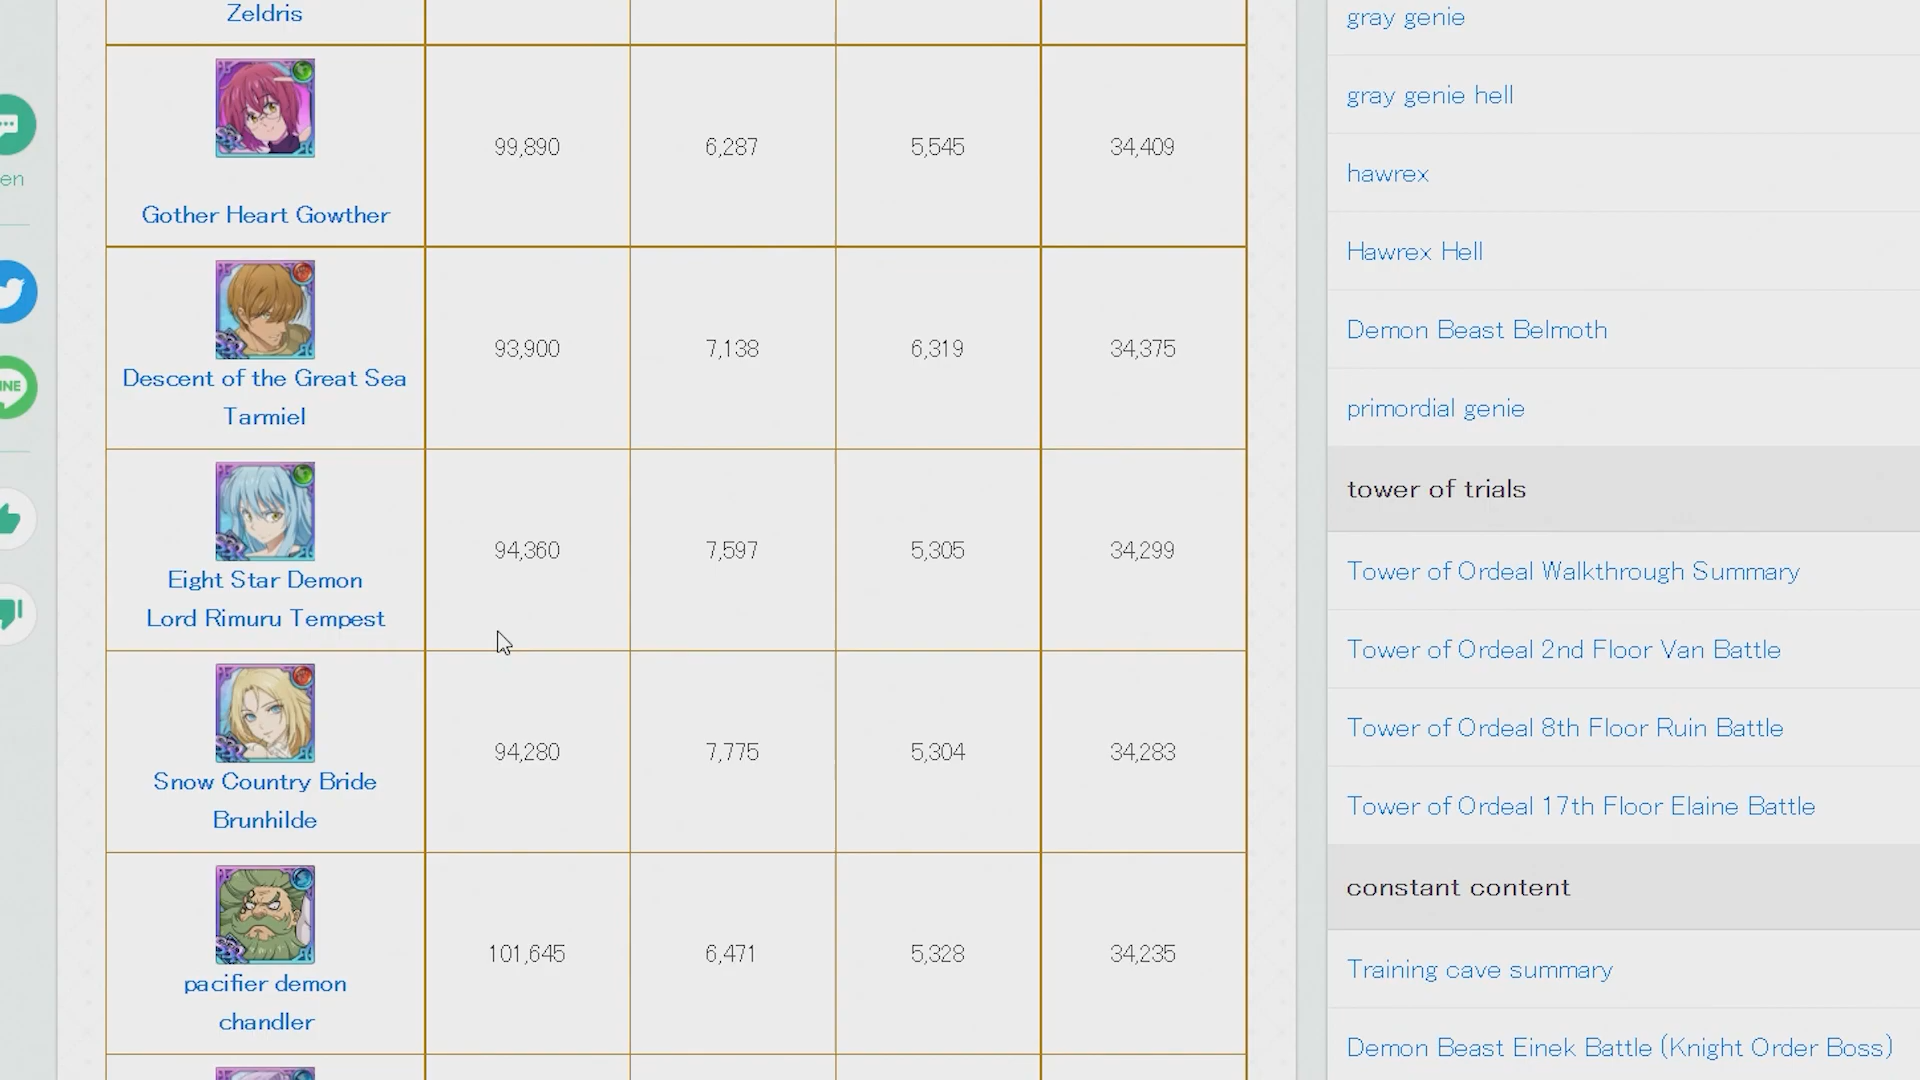 Zeldris
Gother Heart Gowther
99,890
6,287
5,545
34,409
Descent of the Great Sea
Tarmiel
93,900
7,138
6,319
34,375
Eight Star Demon
Lord Rimuru Tempest
94,360
7,597
5,305
34,299
Snow Country Bride
Brunhilde
94,280
7,775
5,304
34,283
pacifier demon
chandler
101,645
6,471
5,328
34,235
gray genie
gray genie hell
hawrex
Hawrex Hell
Demon Beast Belmoth
primordial genie
tower of trials
Tower of Ordeal Walkthrough Summary
Tower of Ordeal 2nd Floor Van Battle
Tower of Ordeal 8th Floor Ruin Battle
Tower of Ordeal 17th Floor Elaine Battle
constant content
Training cave summary
Demon Beast Einek Battle (Knight Order Boss)
en
INE